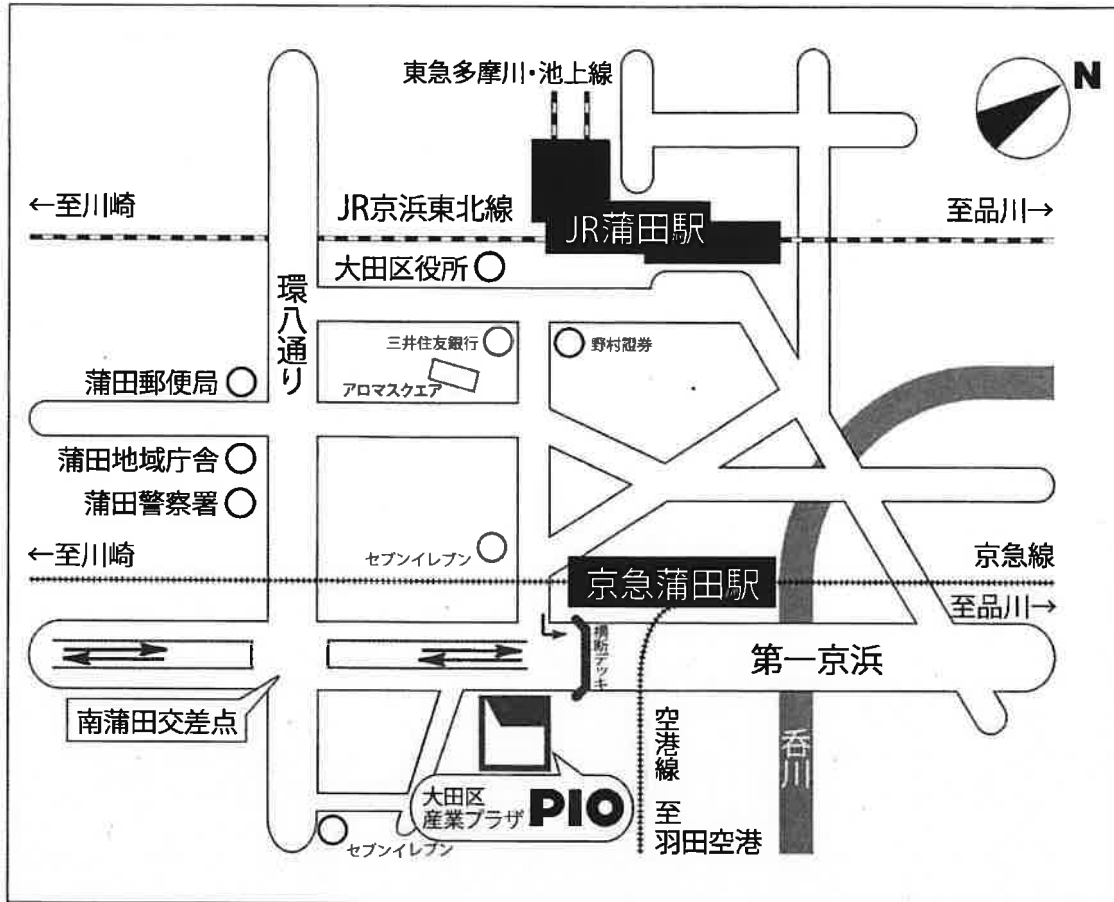 東急多摩川・池上線
N
←至川崎
JR京浜東北線
JR蒲田駅
至品川→
大田区役所
環八通り
三井住友銀行
野村證券
アロマスクエア
蒲田郵便局
蒲田地域庁舎
蒲田警察署
←至川崎
セブンイレブン
京急蒲田駅
京急線
至品川→
横断デッキ
第一京浜
南蒲田交差点
空港線 至
羽田空港
呑川
大田区
産業プラザ PIO
セブンイレブン